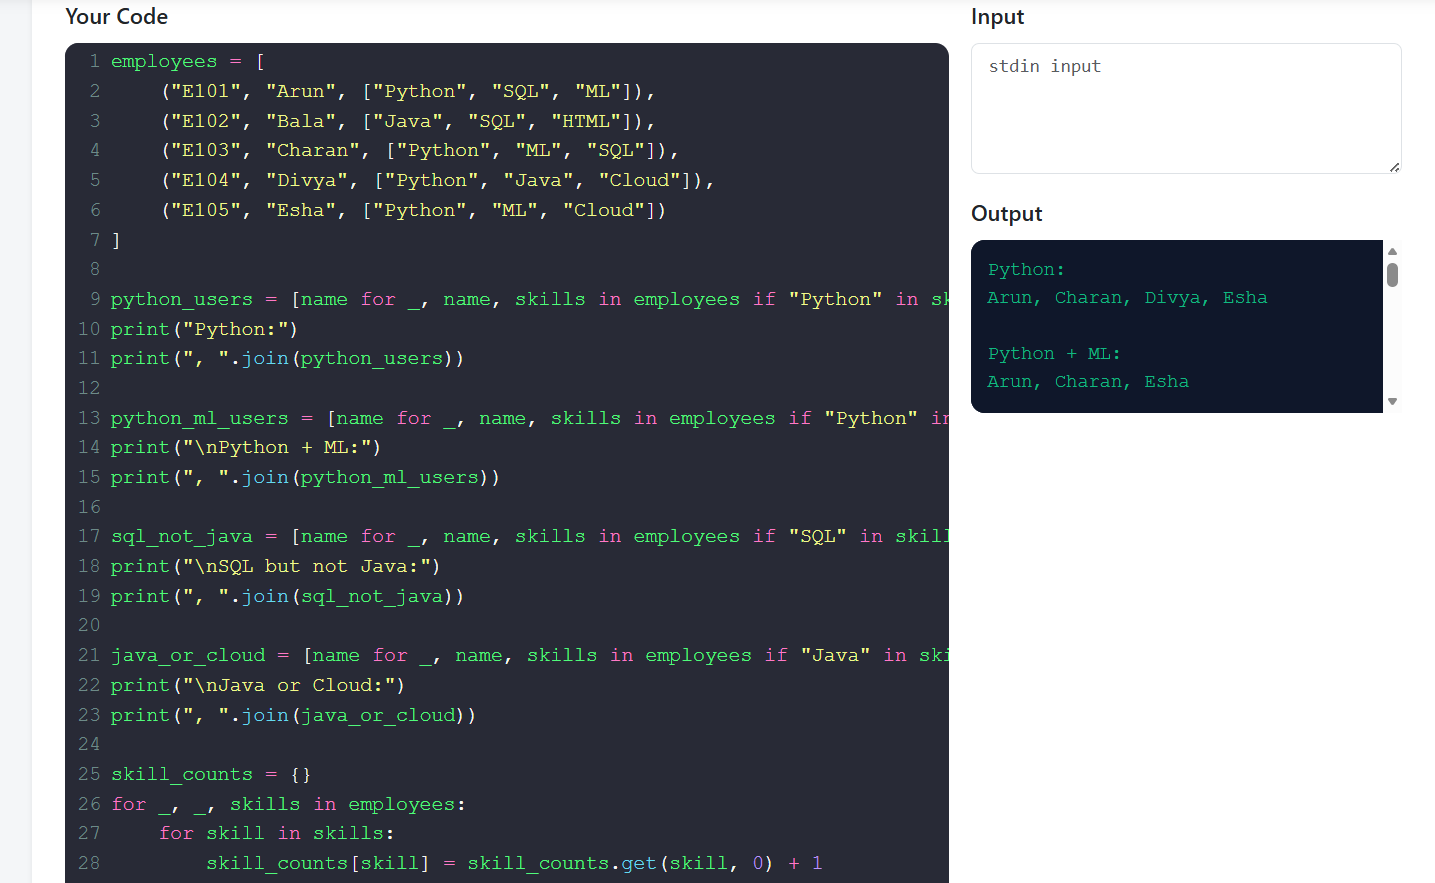 Your Code
1 employees = [
2     ("E101", "Arun", ["Python", "SQL", "ML"]),
3     ("E102", "Bala", ["Java", "SQL", "HTML"]),
4     ("E103", "Charan", ["Python", "ML", "SQL"]),
5     ("E104", "Divya", ["Python", "Java", "Cloud"]),
6     ("E105", "Esha", ["Python", "ML", "Cloud"])
7 ]
8
9 python_users = [name for _, name, skills in employees if "Python" in sk
10 print("Python:")
11 print(", ".join(python_users))
12
13 python_ml_users = [name for _, name, skills in employees if "Python" in
14 print("\nPython + ML:")
15 print(", ".join(python_ml_users))
16
17 sql_not_java = [name for _, name, skills in employees if "SQL" in skill
18 print("\nSQL but not Java:")
19 print(", ".join(sql_not_java))
20
21 java_or_cloud = [name for _, name, skills in employees if "Java" in ski
22 print("\nJava or Cloud:")
23 print(", ".join(java_or_cloud))
24
25 skill_counts = {}
26 for _, _, skills in employees:
27     for skill in skills:
28         skill_counts[skill] = skill_counts.get(skill, 0) + 1
Input
stdin input
Output
Python:
Arun, Charan, Divya, Esha

Python + ML:
Arun, Charan, Esha